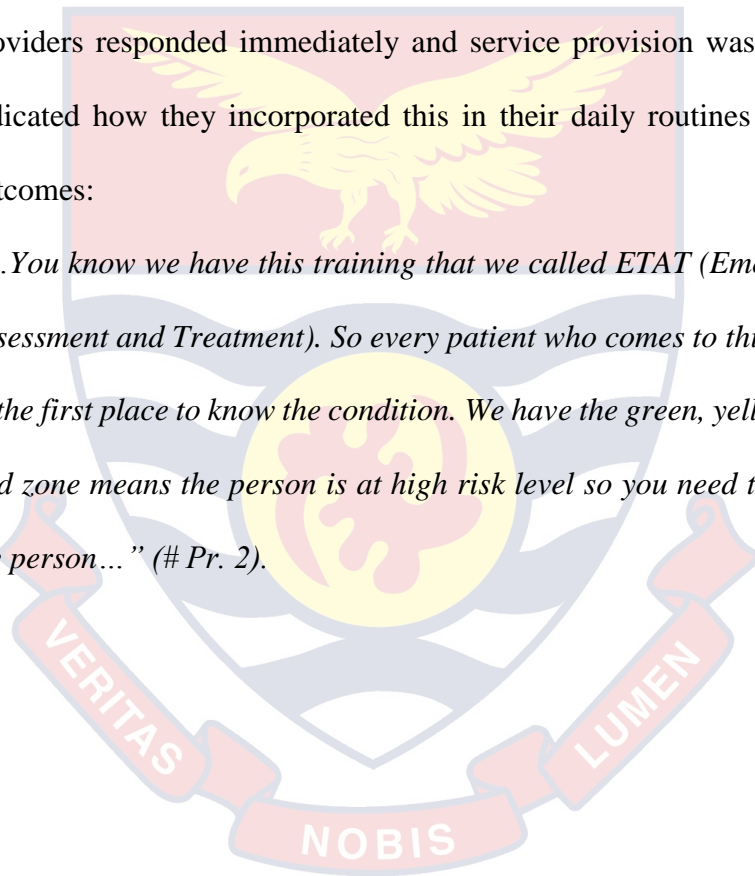 oviders responded immediately and service provision was
dicated how they incorporated this in their daily routines
tcomes:
.You know we have this training that we called ETAT (Eme
sessment and Treatment). So every patient who comes to thi
the first place to know the condition. We have the green, yell
d zone means the person is at high risk level so you need t
person…” (# Pr. 2).
VERITAS
NOBIS
LUMEN